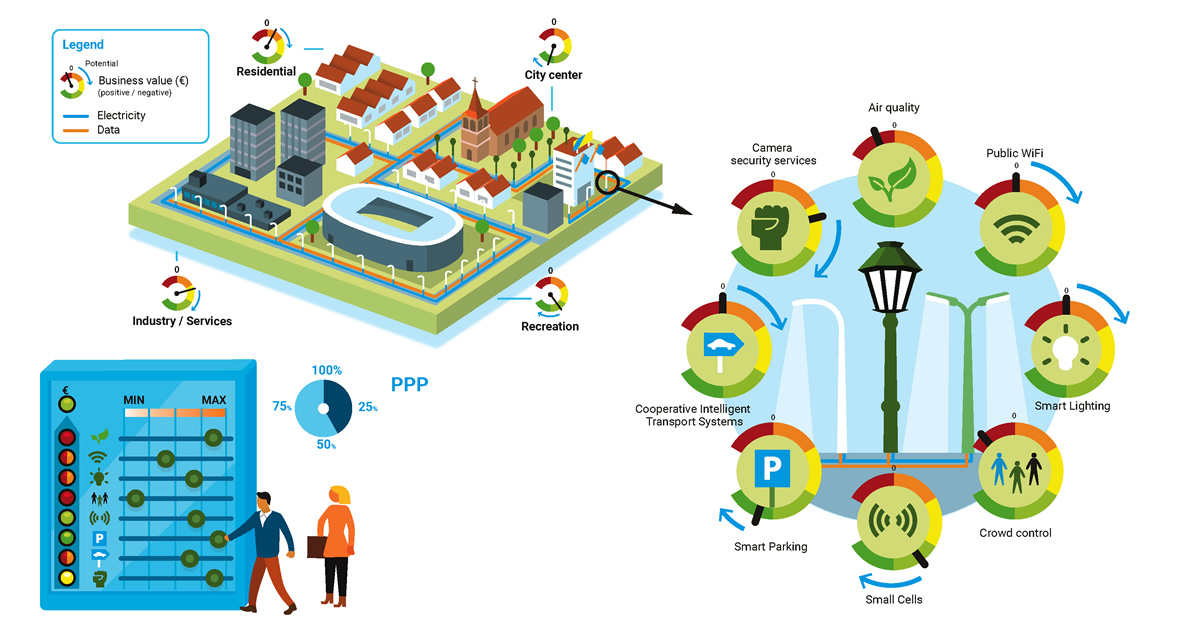 Legend
0
Potential
Business value (€)
(positive / negative)
Electricity
Data
0
Residential
0
City center
0
Industry / Services
0
Recreation
€
MIN
MAX
P
100%
75%
25%
50%
PPP
Air quality
0
Camera
security services
0
Public WiFi
0
0
Cooperative Intelligent
Transport Systems
0
Smart Lighting
0
P
Smart Parking
0
Small Cells
0
Crowd control